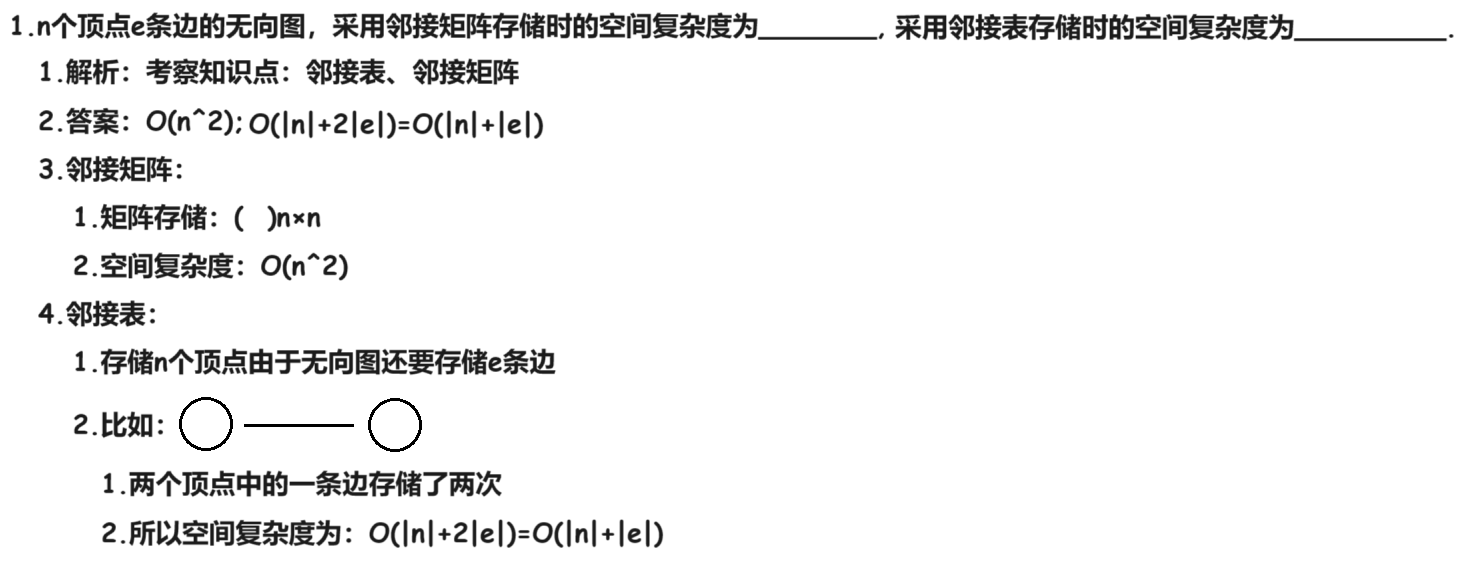 1.n个顶点e条边的无向图，采用邻接矩阵存储时的空间复杂度为________, 采用邻接表存储时的空间复杂度为__________.
1.解析：考察知识点：邻接表、邻接矩阵
2.答案：O(n^2); O(|n|+2|e|)=O(|n|+|e|)
3.邻接矩阵：
1.矩阵存储：(   )n×n
2.空间复杂度：O(n^2)
4.邻接表：
1.存储n个顶点由于无向图还要存储e条边
2.比如：
1.两个顶点中的一条边存储了两次
2.所以空间复杂度为：O(|n|+2|e|)=O(|n|+|e|)